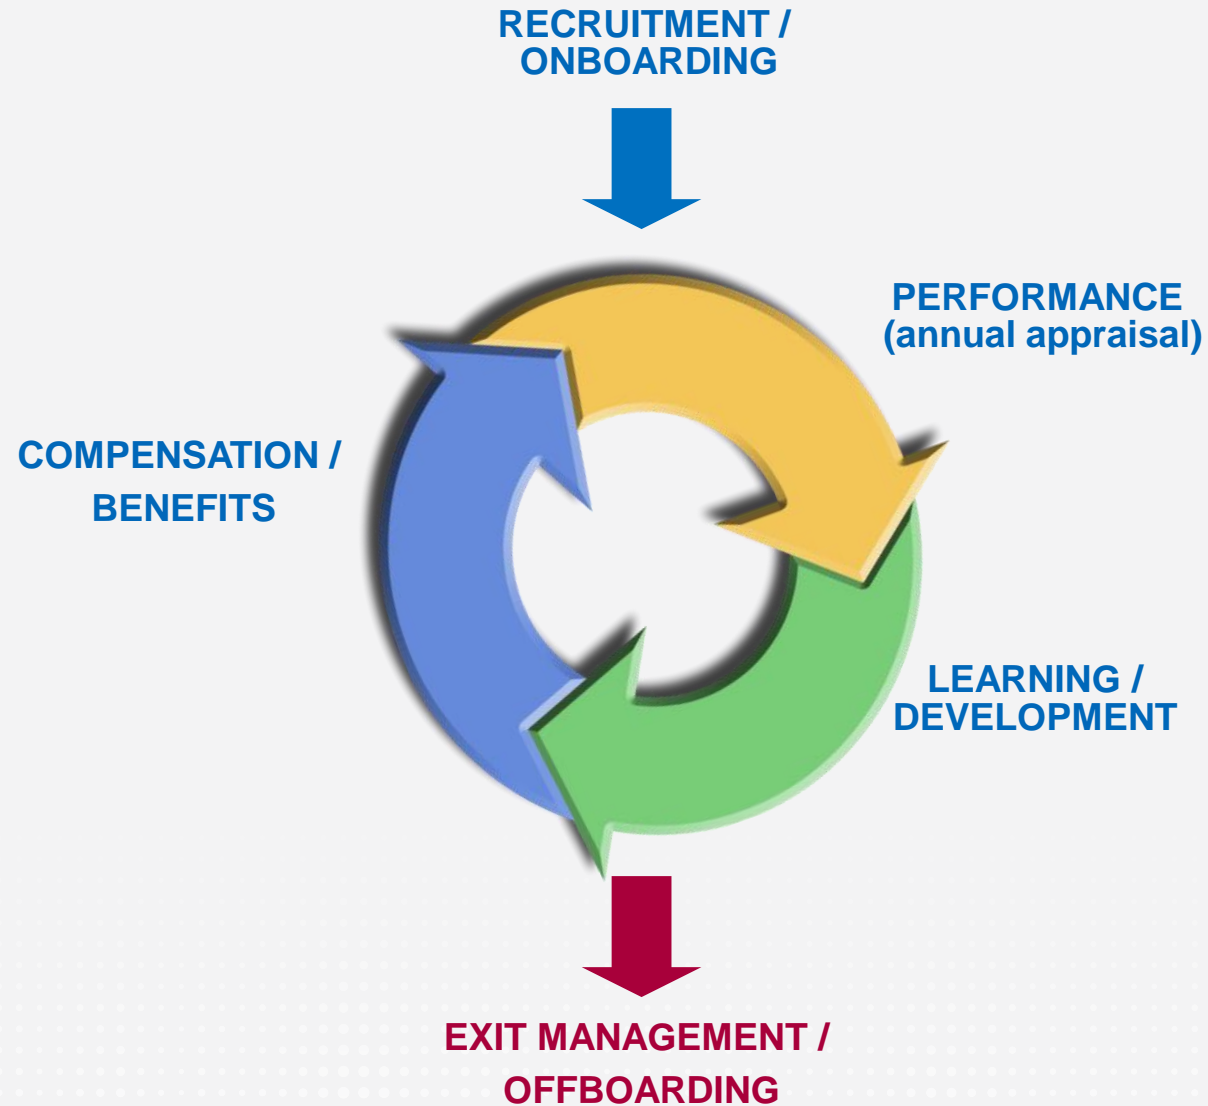 RECRUITMENT /
ONBOARDING
PERFORMANCE
(annual appraisal)
COMPENSATION /
BENEFITS
LEARNING /
DEVELOPMENT
EXIT MANAGEMENT /
OFFBOARDING